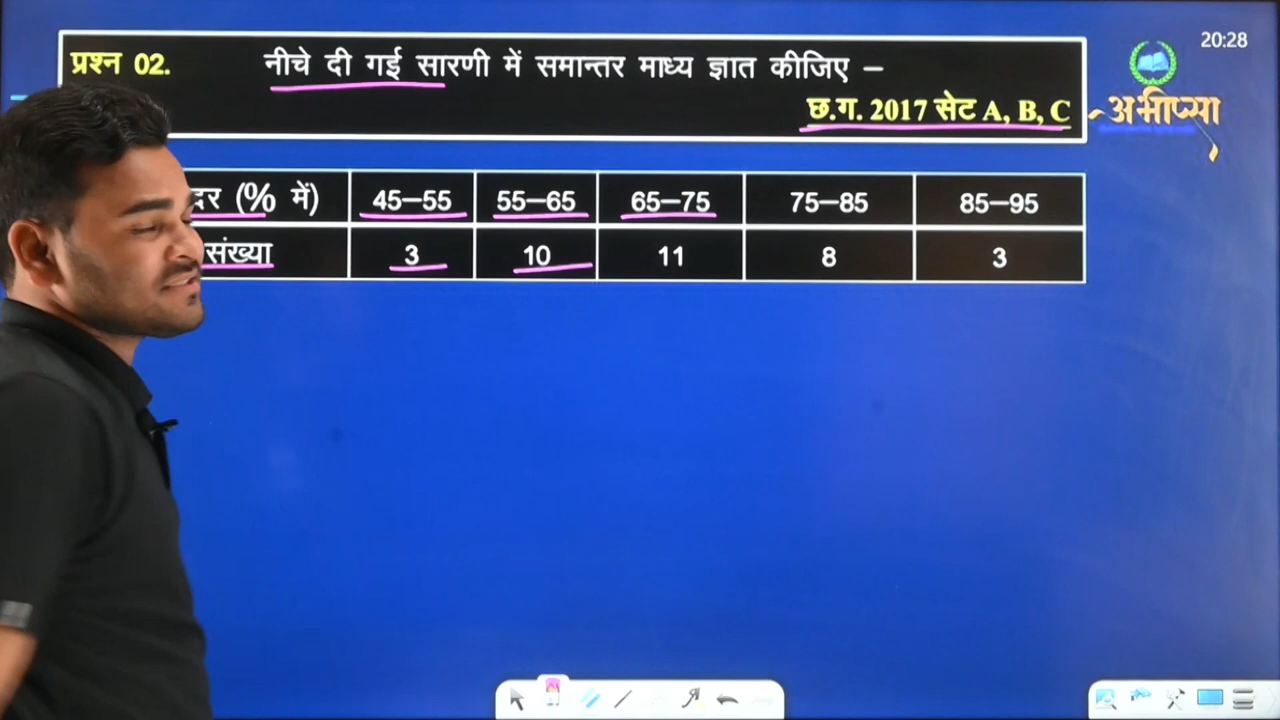 20:28
प्रश्न 02. नीचे दी गई सारणी में समान्तर माध्य ज्ञात कीजिए –
छ.ग. 2017 सेट A, B, C
अभीप्सा
(% में) 45–55 55–65 65–75 75–85 85–95
संख्या 3 10 11 8 3